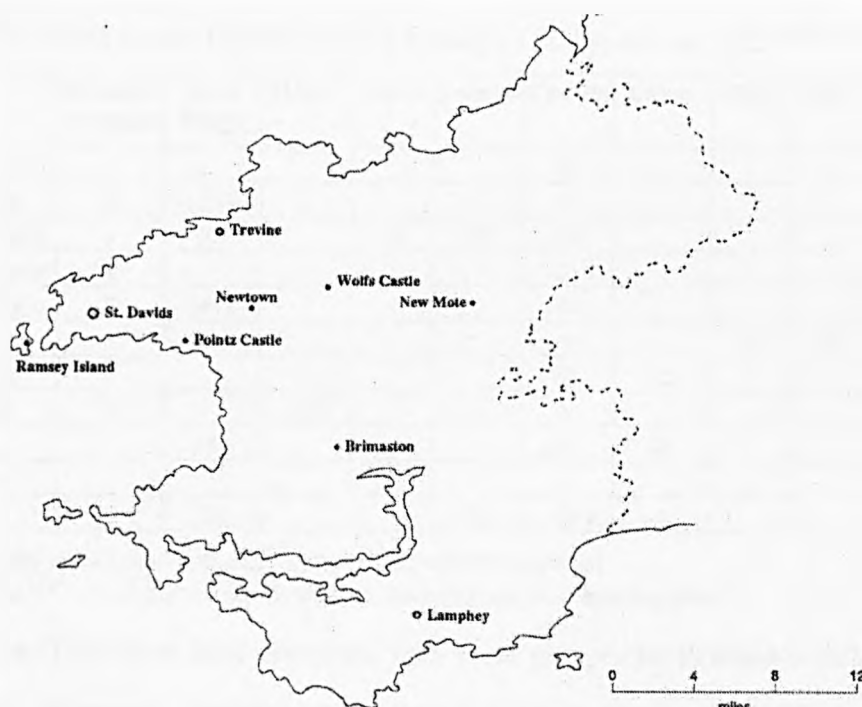 Trevine
Wolfs Castle
New Mote
Newtown
St. Davids
Pointz Castle
Ramsey Island
Brimaston
Lamphey
0 4 8 12
miles